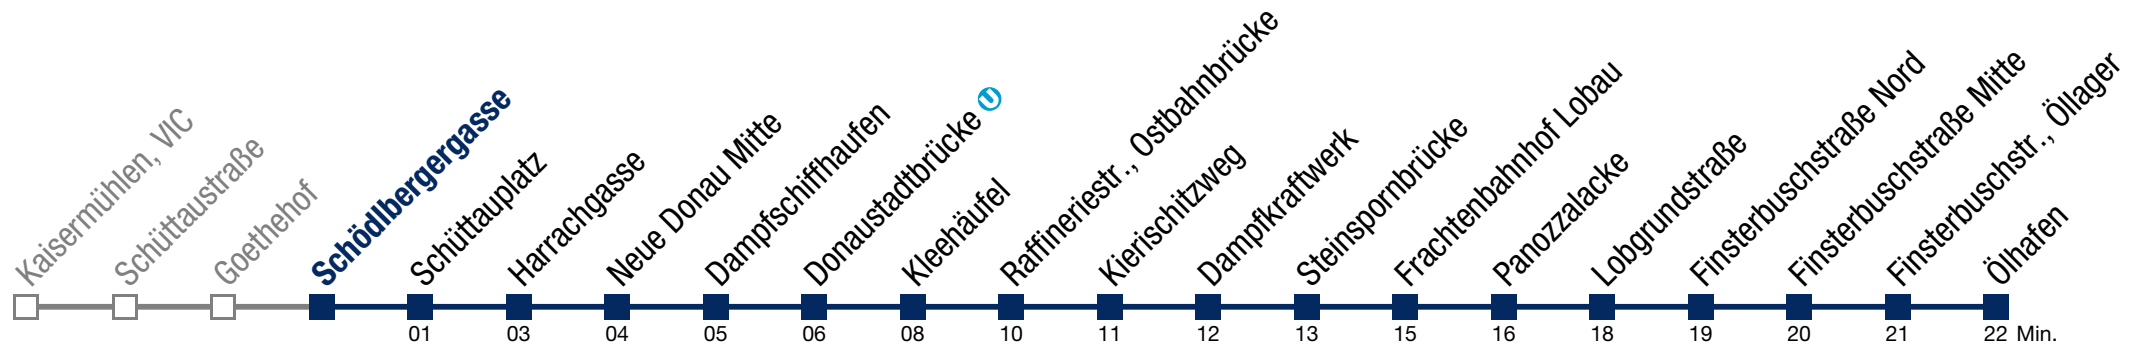 Kaisermühlen, VIC
Schüttaustraße
Goethehof
Schödlbergergasse
Schüttauplatz
Harrachgasse
Neue Donau Mitte
Dampfschiffhaufen
Donaustadtbrücke U
Kleehäufel
Raffineriestr., Ostbahnbrücke
Kierischitzweg
Dampfkraftwerk
Steinspornbrücke
Frachtenbahnhof Lobau
Panozzalacke
Lobgrundstraße
Finsterbuschstraße Nord
Finsterbuschstraße Mitte
Finsterbuschstr., Öllager
Ölhafen
01 03 04 05 06 08 10 11 12 13 15 16 18 19 20 21 22 Min.